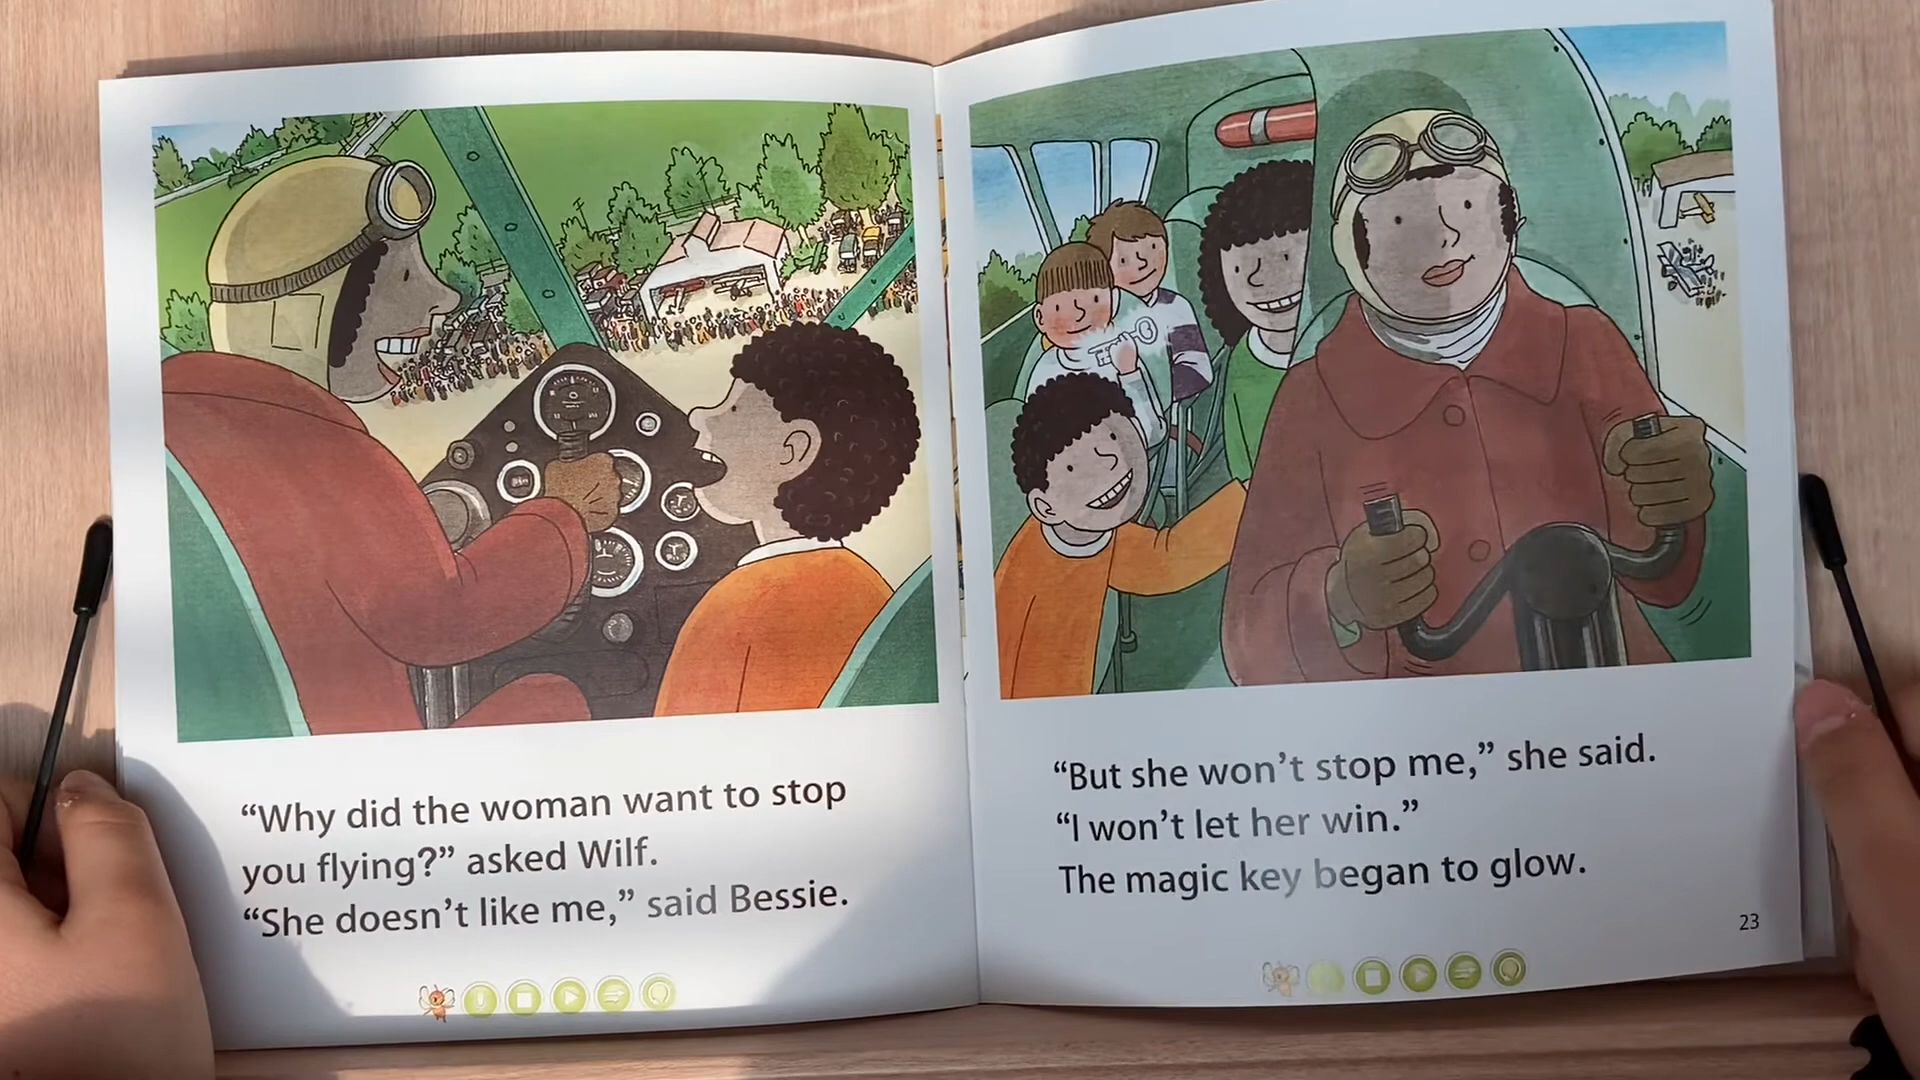 “Why did the woman want to stop
you flying?” asked Wilf.
“She doesn’t like me,” said Bessie.
“But she won’t stop me,” she said.
“I won’t let her win.”
The magic key began to glow.
23